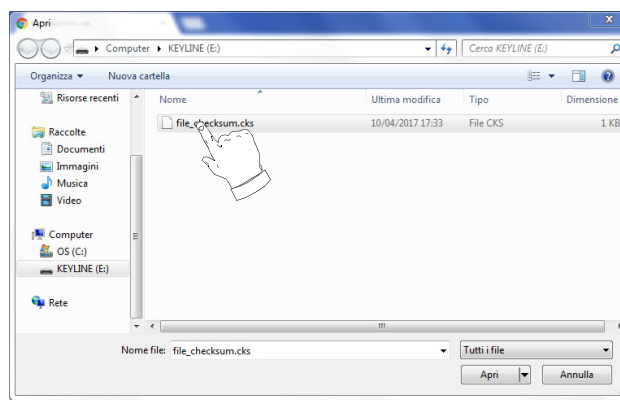 Apri
Computer ▸ KEYLINE (E:)
Cerca KEYLINE (E:)
Organizza
Nuova cartella
Risorse recenti
Raccolte
Documenti
Immagini
Musica
Video
Computer
OS (C:)
KEYLINE (E:)
Rete
Nome
Ultima modifica
Tipo
Dimensione
file_checksum.cks
10/04/2017 17:33
File CKS
1 KB
Nome file:
file_checksum.cks
Tutti i file
Apri
Annulla